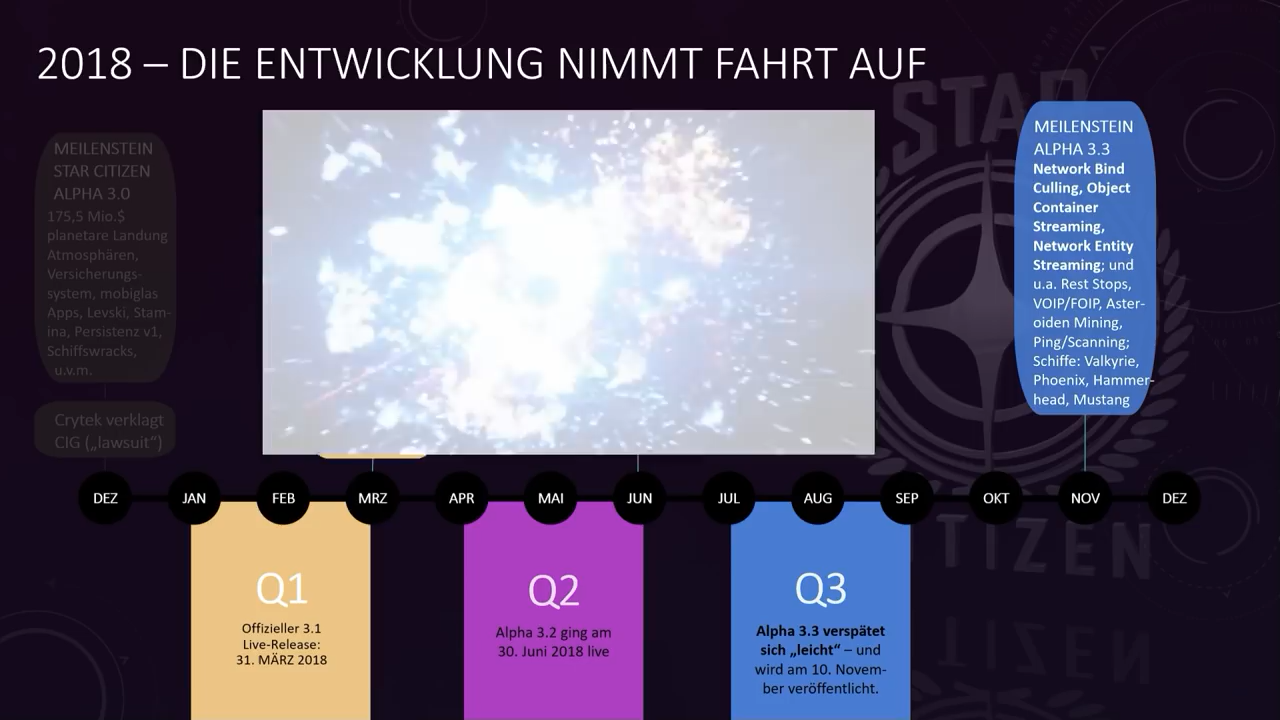 2018 – DIE ENTWICKLUNG NIMMT FAHRT AUF
MEILENSTEIN
STAR CITIZEN
ALPHA 3.0
175,5 Mio.$
planetare Landung
Atmosphären,
Versicherungs-
system, mobiglas
Apps, Levski, Stam-
ina, Persistenz v1,
Schiffswracks,
u.v.m.
Crytek verklagt
CIG („lawsuit“)
STAR
CITIZEN
MEILENSTEIN
ALPHA 3.3
Network Bind
Culling, Object
Container
Streaming,
Network Entity
Streaming; und
u.a. Rest Stops,
VOIP/FOIP, Aster-
oiden Mining,
Ping/Scanning;
Schiffe: Valkyrie,
Phoenix, Hammer-
head, Mustang
DEZ JAN FEB MRZ APR MAI JUN JUL AUG SEP OKT NOV DEZ
Q1
Offizieller 3.1
Live-Release:
31. MÄRZ 2018
Q2
Alpha 3.2 ging am
30. Juni 2018 live
Q3
Alpha 3.3 verspätet
sich „leicht“ – und
wird am 10. Novem-
ber veröffentlicht.